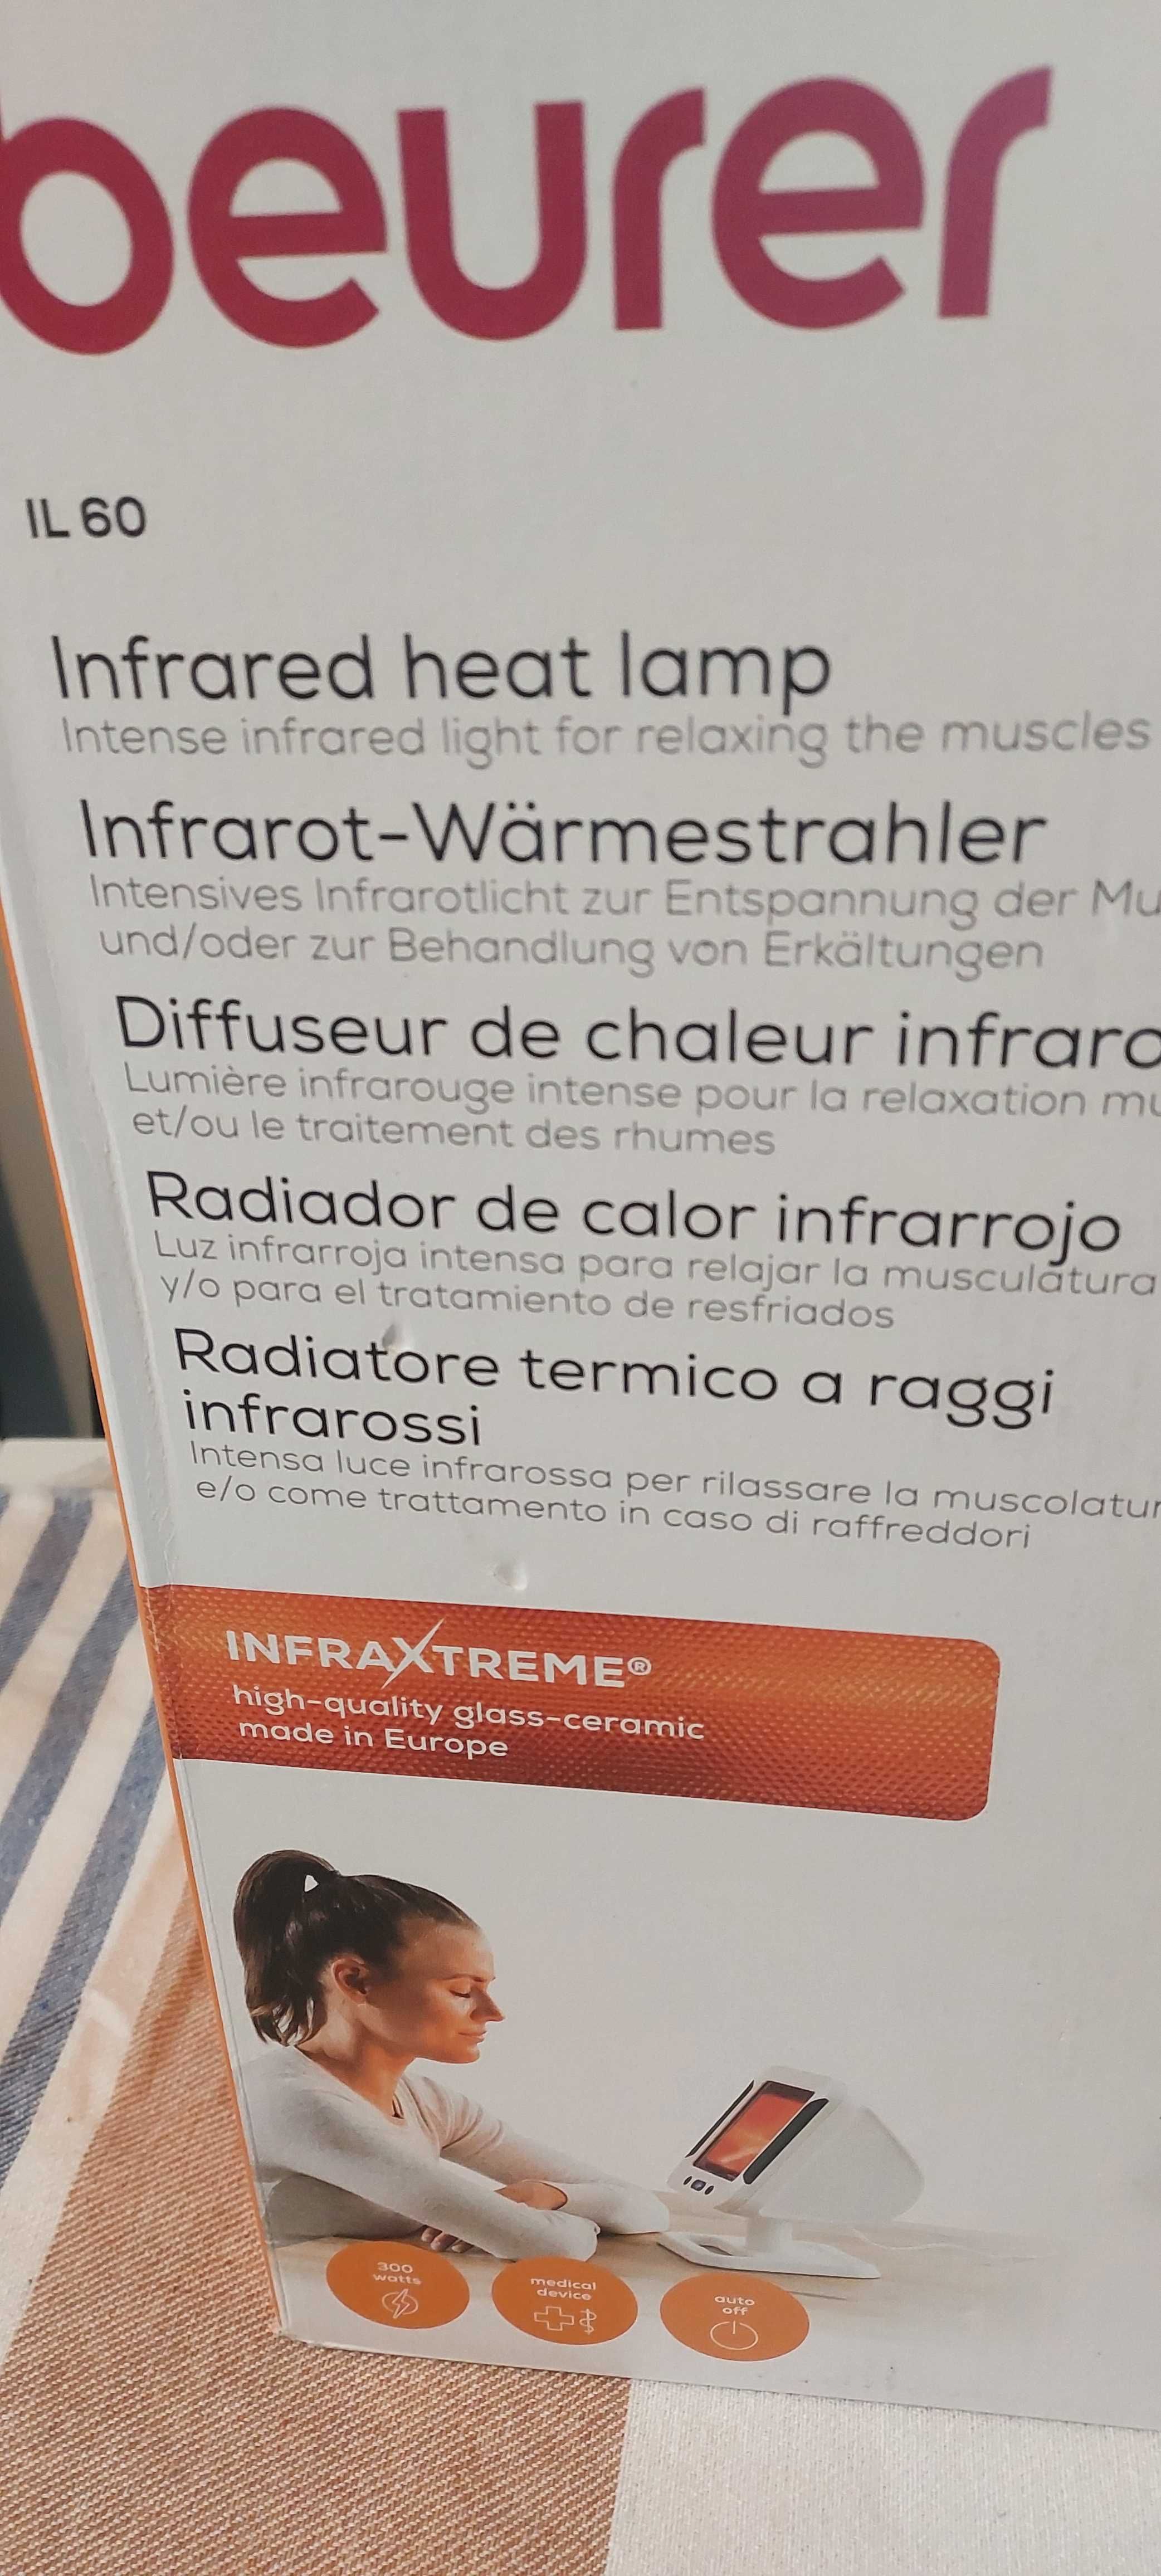 beurer
IL 60
Infrared heat lamp
Intense infrared light for relaxing the muscles
Infrarot-Wärmestrahler
Intensives Infrarotlicht zur Entspannung der Mu
und/oder zur Behandlung von Erkältungen
Diffuseur de chaleur infraro
Lumière infrarouge intense pour la relaxation mu
et/ou le traitement des rhumes
Radiador de calor infrarrojo
Luz infrarroja intensa para relajar la musculatura
y/o para el tratamiento de resfriados
Radiatore termico a raggi
infrarossi
Intensa luce infrarossa per rilassare la muscolatur
e/o come trattamento in caso di raffreddori
INFRAXTREME®
high-quality glass-ceramic
made in Europe
300
watts
medical
device
auto
off